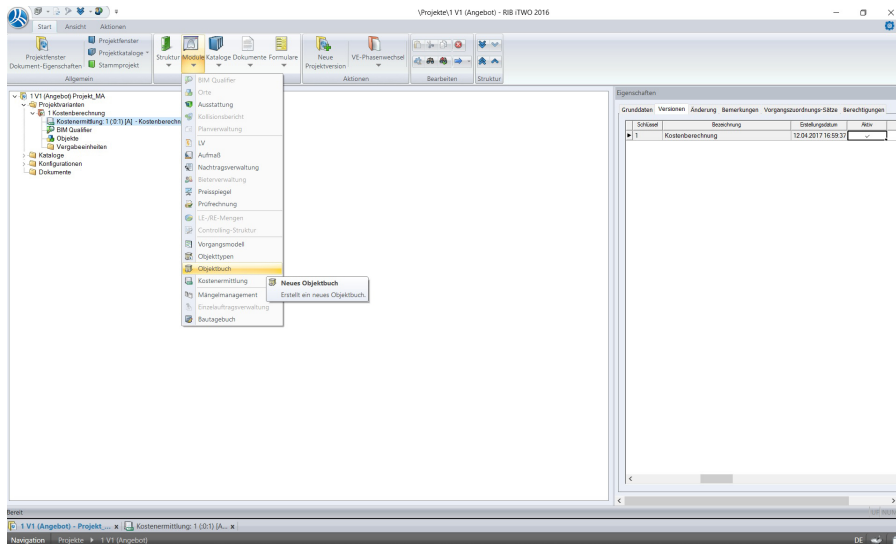 \Projekte\1 V1 (Angebot) - RIB iTWO 2016
Start Ansicht Aktionen
Projektfenster
Dokument-Eigenschaften
Projektfenster
Projektkataloge
Stammprojekt
Struktur Module Kataloge Dokumente Formulare
Neue
Projektversion
VE-Phasenwechsel
Allgemein
Aktionen
Bearbeiten
Struktur
1 V1 (Angebot) Projekt_MA
Projektvarianten
1 Kostenberechnung
Kostenermittlung: 1 (:0:1) [A] - Kostenberechn
BIM Qualifier
Objekte
Vergabeeinheiten
Kataloge
Konfigurationen
Dokumente
BIM Qualifier
Orte
Ausstattung
Kollisionsbericht
Planverwaltung
LV
Aufmaß
Nachtragsverwaltung
Bieterverwaltung
Preisspiegel
Prüfrechnung
LE-/RE-Mengen
Controlling-Struktur
Vorgangsmodell
Objekttypen
Objektbuch
Kostenermittlung
Mängelmanagement
Einzelauftragsverwaltung
Bautagebuch
Neues Objektbuch
Erstellt ein neues Objektbuch.
Eigenschaften
Grunddaten Versionen Änderung Bemerkungen Vorgangszuordnungs-Sätze Berechtigungen
Schlüssel Bezeichnung Erstellungsdatum Aktiv
1 Kostenberechnung 12.04.2017 16:59:37
Bereit
1 V1 (Angebot) - Projekt_... x Kostenermittlung: 1 (:0:1) [A... x
Navigation Projekte 1 V1 (Angebot)
DE